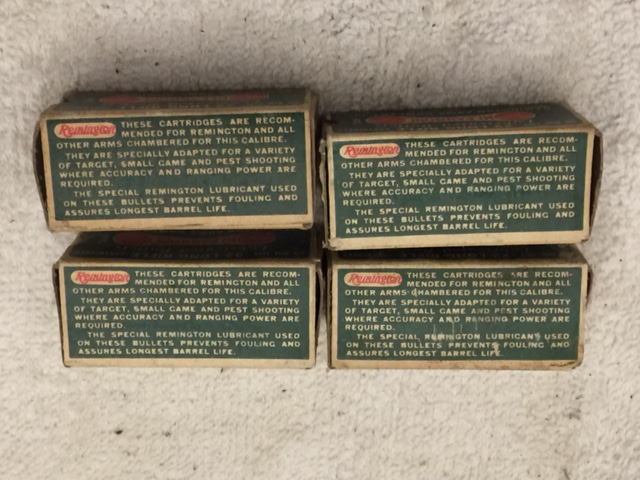 Remington THESE CARTRIDGES ARE RECOM-
MENDED FOR REMINGTON AND ALL
OTHER ARMS CHAMBERED FOR THIS CALIBRE.
THEY ARE SPECIALLY ADAPTED FOR A VARIETY
OF TARGET, SMALL GAME AND PEST SHOOTING
WHERE ACCURACY AND RANGING POWER ARE
REQUIRED.
THE SPECIAL REMINGTON LUBRICANT USED
ON THESE BULLETS PREVENTS FOULING AND
ASSURES LONGEST BARREL LIFE.
Remington THESE CARTRIDGES ARE RECOM-
MENDED FOR REMINGTON AND ALL
OTHER ARMS CHAMBERED FOR THIS CALIBRE.
THEY ARE SPECIALLY ADAPTED FOR A VARIETY
OF TARGET, SMALL GAME AND PEST SHOOTING
WHERE ACCURACY AND RANGING POWER ARE
REQUIRED.
THE SPECIAL REMINGTON LUBRICANT USED
ON THESE BULLETS PREVENTS FOULING AND
ASSURES LONGEST BARREL LIFE.
Remington THESE CARTRIDGES ARE RECOM-
MENDED FOR REMINGTON AND ALL
OTHER ARMS CHAMBERED FOR THIS CALIBRE.
THEY ARE SPECIALLY ADAPTED FOR A VARIETY
OF TARGET, SMALL GAME AND PEST SHOOTING
WHERE ACCURACY AND RANGING POWER ARE
REQUIRED.
THE SPECIAL REMINGTON LUBRICANT USED
ON THESE BULLETS PREVENTS FOULING AND
ASSURES LONGEST BARREL LIFE.
Remington THESE CARTRIDGES ARE RECOM-
MENDED FOR REMINGTON AND ALL
OTHER ARMS CHAMBERED FOR THIS CALIBRE.
THEY ARE SPECIALLY ADAPTED FOR A VARIETY
OF TARGET, SMALL GAME AND PEST SHOOTING
WHERE ACCURACY AND RANGING POWER ARE
REQUIRED.
THE SPECIAL REMINGTON LUBRICANT USED
ON THESE BULLETS PREVENTS FOULING AND
ASSURES LONGEST BARREL LIFE.